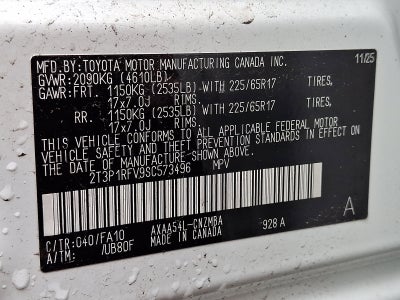 MFD.BY:TOYOTA MOTOR MANUFACTURING CANADA INC. 11/25
GVWR:2090KG (4610LB)
GAWR:FRT. 1150KG (2535LB) WITH 225/65R17 TIRES,
17x7.0J RIMS.
RR. 1150KG (2535LB) WITH 225/65R17 TIRES,
17x7.0J RIMS.
THIS VEHICLE CONFORMS TO ALL APPLICABLE FEDERAL MOTOR
VEHICLE SAFETY AND THEFT PREVENTION STANDARDS IN EFFECT ON
THE DATE OF MANUFACTURE SHOWN ABOVE.
2T3P1RFV9SC573496 MPV
C/TR:040/FA10 AXAA54L-CNZMBA A
A/TM: /UB80F 928 A